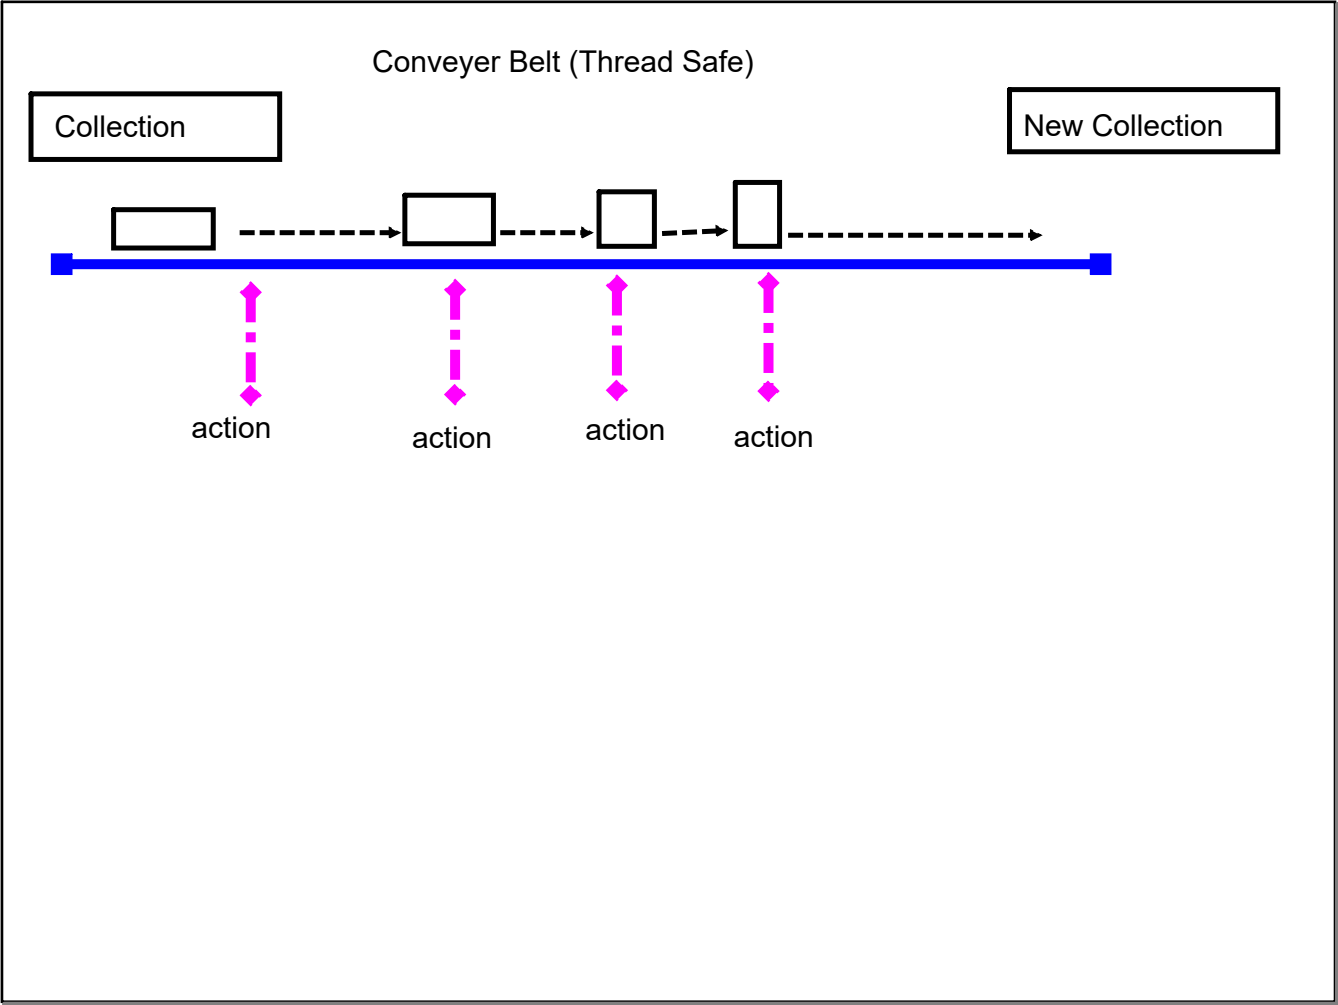 Conveyer Belt (Thread Safe)
Collection
New Collection
action
action
action
action